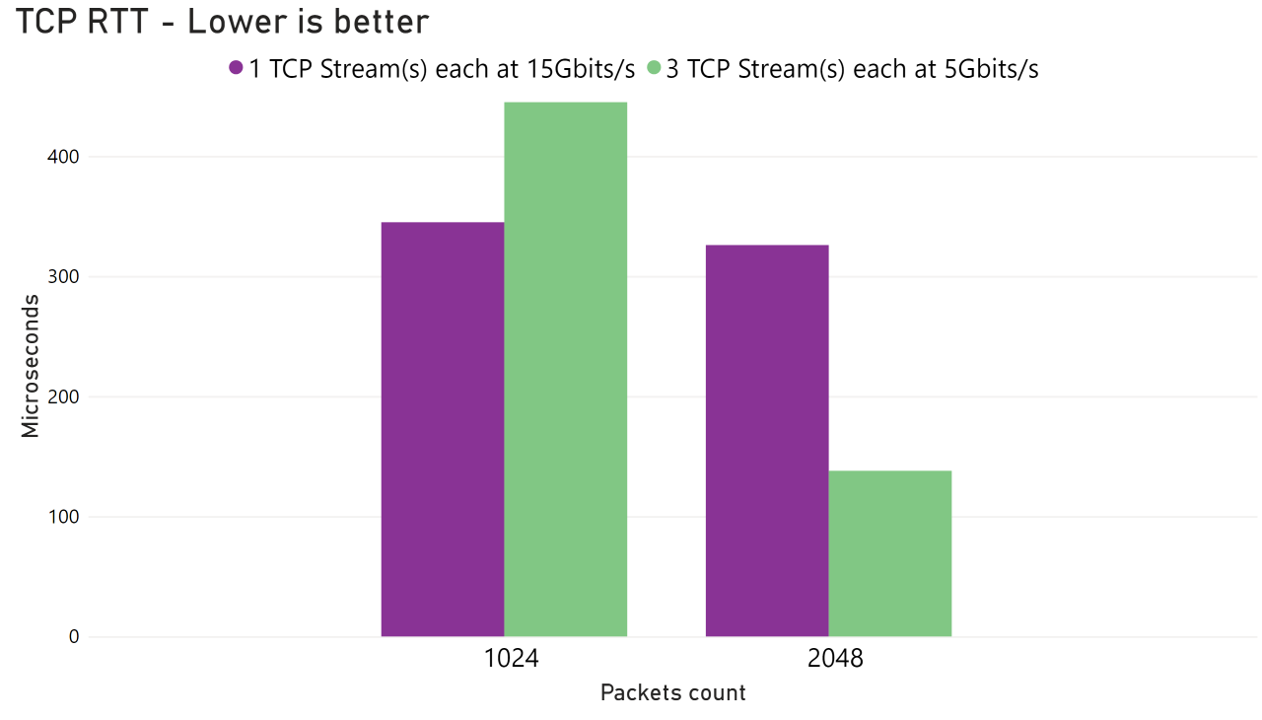 TCP RTT - Lower is better
1 TCP Stream(s) each at 15Gbits/s 3 TCP Stream(s) each at 5Gbits/s
400
300
200
100
0
Microseconds
1024 2048
Packets count